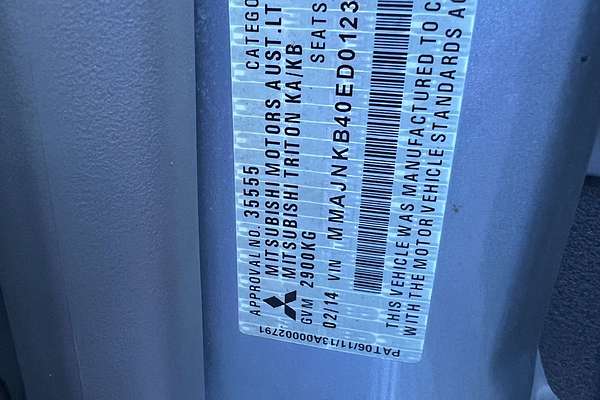 APPROVAL NO. 35555 CATEGO
MITSUBISHI MOTORS AUST.LT
MITSUBISHI TRITON KA/KB
GVM 2900KG SEATS
02/14 VIN MMAJNKB40ED0123
THIS VEHICLE WAS MANUFACTURED TO C
WITH THE MOTOR VEHICLE STANDARDS AC
PAT06/11/13A000002791